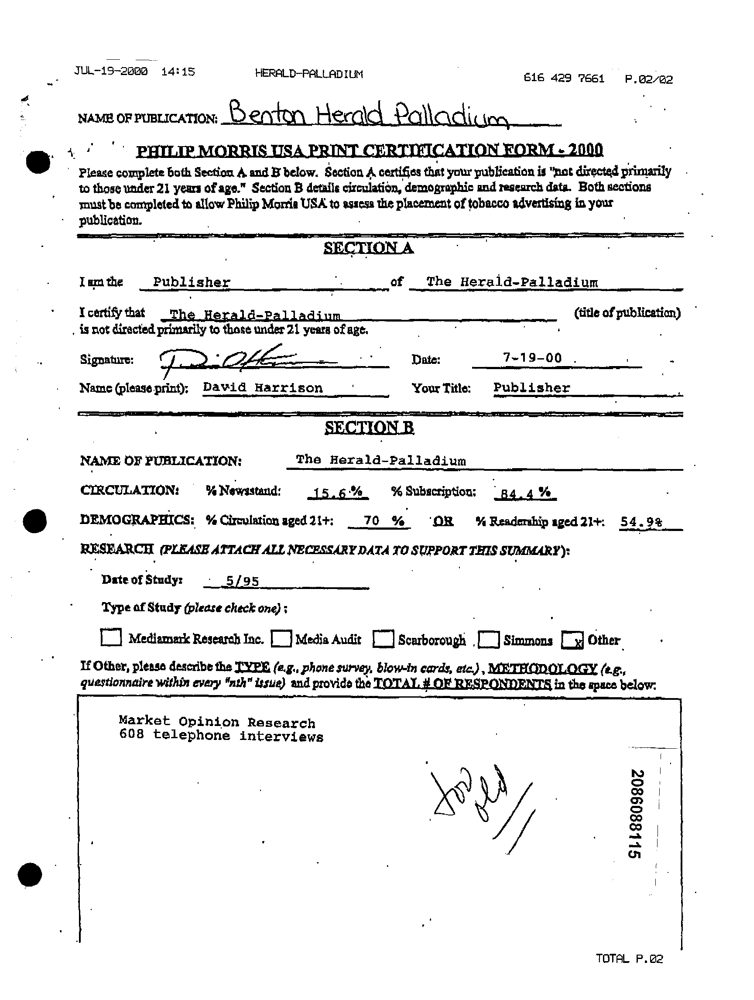 JUL-19-2000 14:15 HERALD-PALLADIUM 616 429 7661 P.02/02
NAME OF PUBLICATION: Benton Herald Palladium
PHILIP MORRIS USA PRINT CERTIFICATION FORM - 2000
Please complete both Section A and B below. Section A certifies that your publication is "not directed primarily
to those under 21 years of age." Section B details circulation, demographic and research data. Both sections
must be completed to allow Philip Morris USA to assess the placement of tobacco advertising in your
publication.
SECTION A
I am the Publisher of The Herald-Palladium
I certify that The Herald-Palladium (title of publication)
is not directed primarily to those under 21 years of age.
Signature: Date: 7-19-00
Name (please print): David Harrison Your Title: Publisher
SECTION B
NAME OF PUBLICATION: The Herald-Palladium
CIRCULATION: % Newsstand: 15.6% % Subscription: 84.4%
DEMOGRAPHICS: % Circulation aged 21+: 70 % OR % Readership aged 21+: 54.9%
RESEARCH (PLEASE ATTACH ALL NECESSARY DATA TO SUPPORT THIS SUMMARY):
Date of Study: 5/95
Type of Study (please check one) :
Mediamark Research Inc. Media Audit Scarborough Simmons x Other
If Other, please describe the TYPE (e.g., phone survey, blow-in cards, etc.), METHODOLOGY (e.g.,
questionnaire within every "nth" issue) and provide the TOTAL # OF RESPONDENTS in the space below:
Market Opinion Research
608 telephone interviews
too old
2086088115
TOTAL P.02